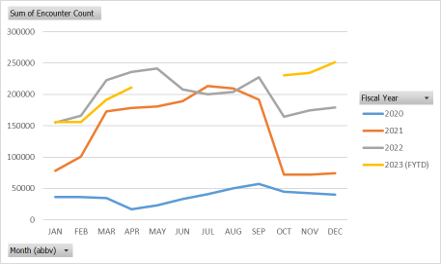 Sum of Encounter Count
300000
250000
200000
150000
100000
50000
0
JAN FEB MAR APR MAY JUN JUL AUG SEP OCT NOV DEC
Fiscal Year
2020
2021
2022
2023 (FYTD)
Month (abbv)